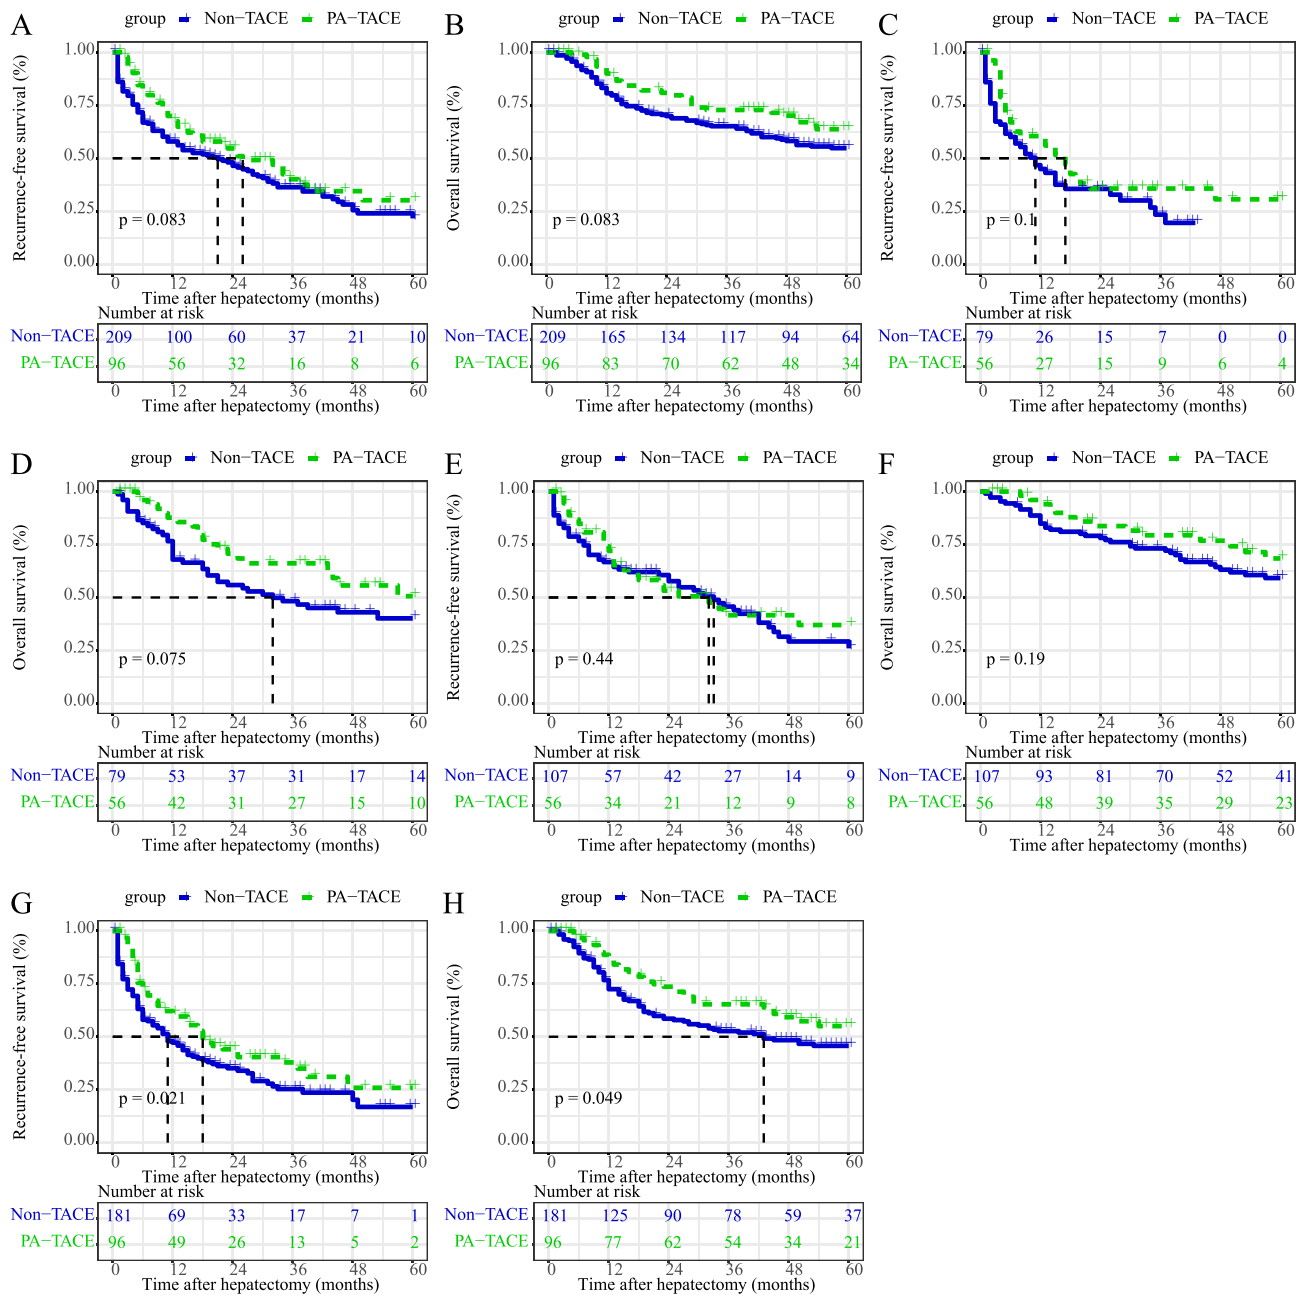 A
group Non−TACE PA−TACE
Recurrence-free survival (%)
1.00
0.75
0.50
0.25
0.00
p = 0.083
0 12 24 36 48 60
Time after hepatectomy (months)
Number at risk
Non−TACE 209 100 60 37 21 10
PA−TACE 96 56 32 16 8 6
0 12 24 36 48 60
Time after hepatectomy (months)
B
group Non−TACE PA−TACE
Overall survival (%)
1.00
0.75
0.50
0.25
0.00
p = 0.083
0 12 24 36 48 60
Time after hepatectomy (months)
Number at risk
Non−TACE 209 165 134 117 94 64
PA−TACE 96 83 70 62 48 34
0 12 24 36 48 60
Time after hepatectomy (months)
C
group Non−TACE PA−TACE
Recurrence-free survival (%)
1.00
0.75
0.50
0.25
0.00
p = 0.1
0 12 24 36 48 60
Time after hepatectomy (months)
Number at risk
Non−TACE 79 26 15 7 0 0
PA−TACE 56 27 15 9 6 4
0 12 24 36 48 60
Time after hepatectomy (months)
D
group Non−TACE PA−TACE
Overall survival (%)
1.00
0.75
0.50
0.25
0.00
p = 0.075
0 12 24 36 48 60
Time after hepatectomy (months)
Number at risk
Non−TACE 79 53 37 31 17 14
PA−TACE 56 42 31 27 15 10
0 12 24 36 48 60
Time after hepatectomy (months)
E
group Non−TACE PA−TACE
Recurrence-free survival (%)
1.00
0.75
0.50
0.25
0.00
p = 0.44
0 12 24 36 48 60
Time after hepatectomy (months)
Number at risk
Non−TACE 107 57 42 27 14 9
PA−TACE 56 34 21 12 9 8
0 12 24 36 48 60
Time after hepatectomy (months)
F
group Non−TACE PA−TACE
Overall survival (%)
1.00
0.75
0.50
0.25
0.00
p = 0.19
0 12 24 36 48 60
Time after hepatectomy (months)
Number at risk
Non−TACE 107 93 81 70 52 41
PA−TACE 56 48 39 35 29 23
0 12 24 36 48 60
Time after hepatectomy (months)
G
group Non−TACE PA−TACE
Recurrence-free survival (%)
1.00
0.75
0.50
0.25
0.00
p = 0.021
0 12 24 36 48 60
Time after hepatectomy (months)
Number at risk
Non−TACE 181 69 33 17 7 1
PA−TACE 96 49 26 13 5 2
0 12 24 36 48 60
Time after hepatectomy (months)
H
group Non−TACE PA−TACE
Overall survival (%)
1.00
0.75
0.50
0.25
0.00
p = 0.049
0 12 24 36 48 60
Time after hepatectomy (months)
Number at risk
Non−TACE 181 125 90 78 59 37
PA−TACE 96 77 62 54 34 21
0 12 24 36 48 60
Time after hepatectomy (months)